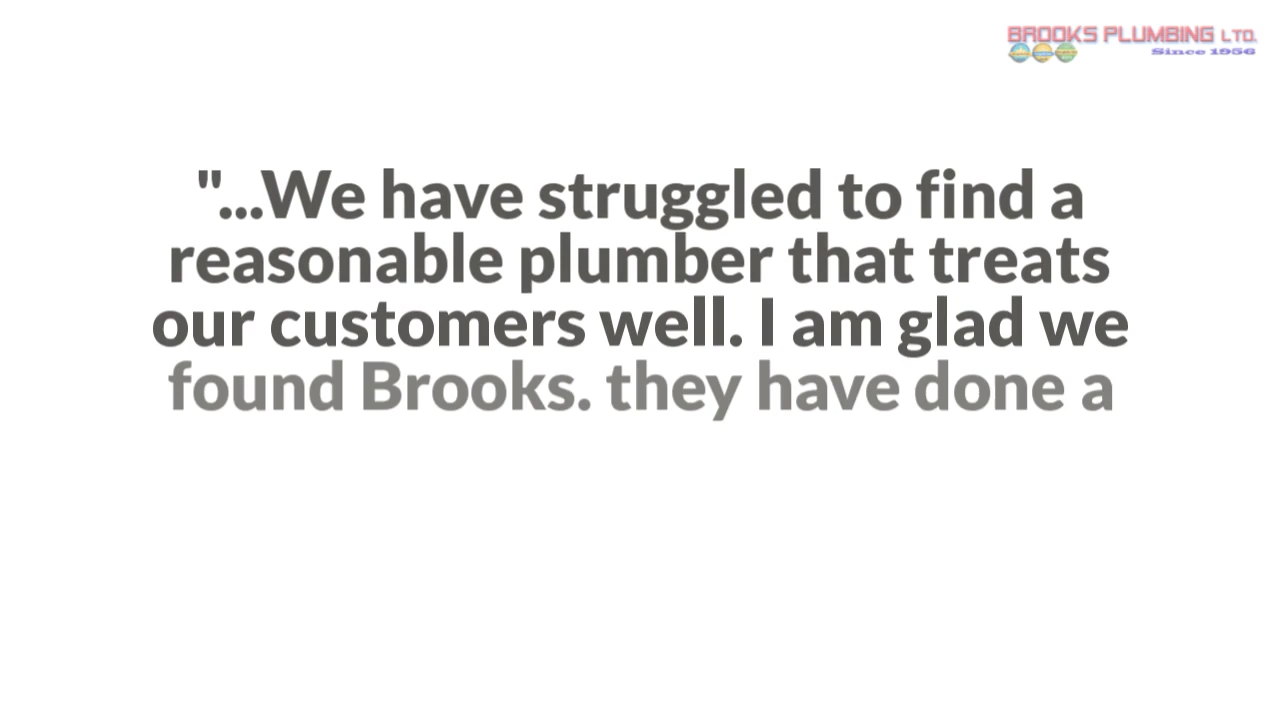 BROOKS PLUMBING LTD.
Since 1956
"...We have struggled to find a
reasonable plumber that treats
our customers well. I am glad we
found Brooks. they have done a